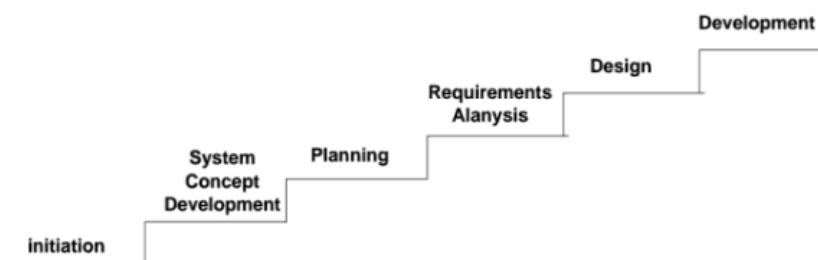 Development
Design
Requirements
Alanysis
Planning
System
Concept
Development
initiation